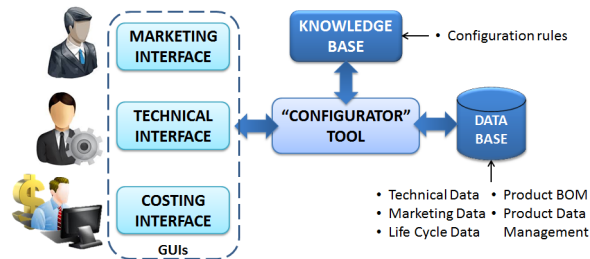 MARKETING
INTERFACE
TECHNICAL
INTERFACE
COSTING
INTERFACE
GUIs
KNOWLEDGE
BASE
• Configuration rules
“CONFIGURATOR”
TOOL
DATA
BASE
• Technical Data
• Marketing Data
• Life Cycle Data
• Product BOM
• Product Data
Management